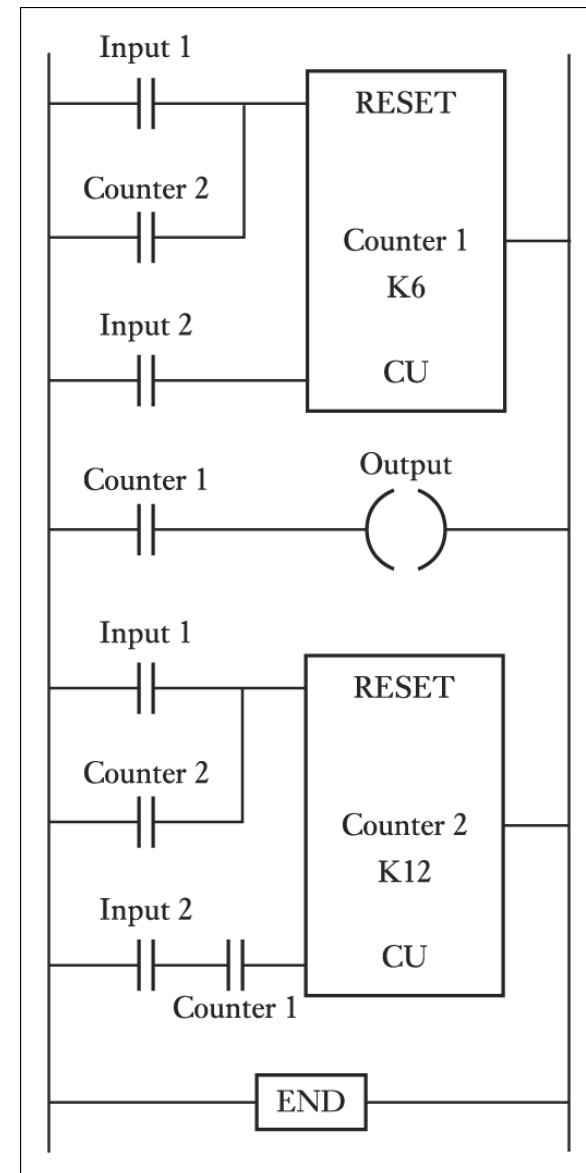 Input 1
RESET
Counter 2
Counter 1
K6
Input 2
CU
Counter 1
Output
Input 1
RESET
Counter 2
Counter 2
K12
Input 2
CU
Counter 1
END